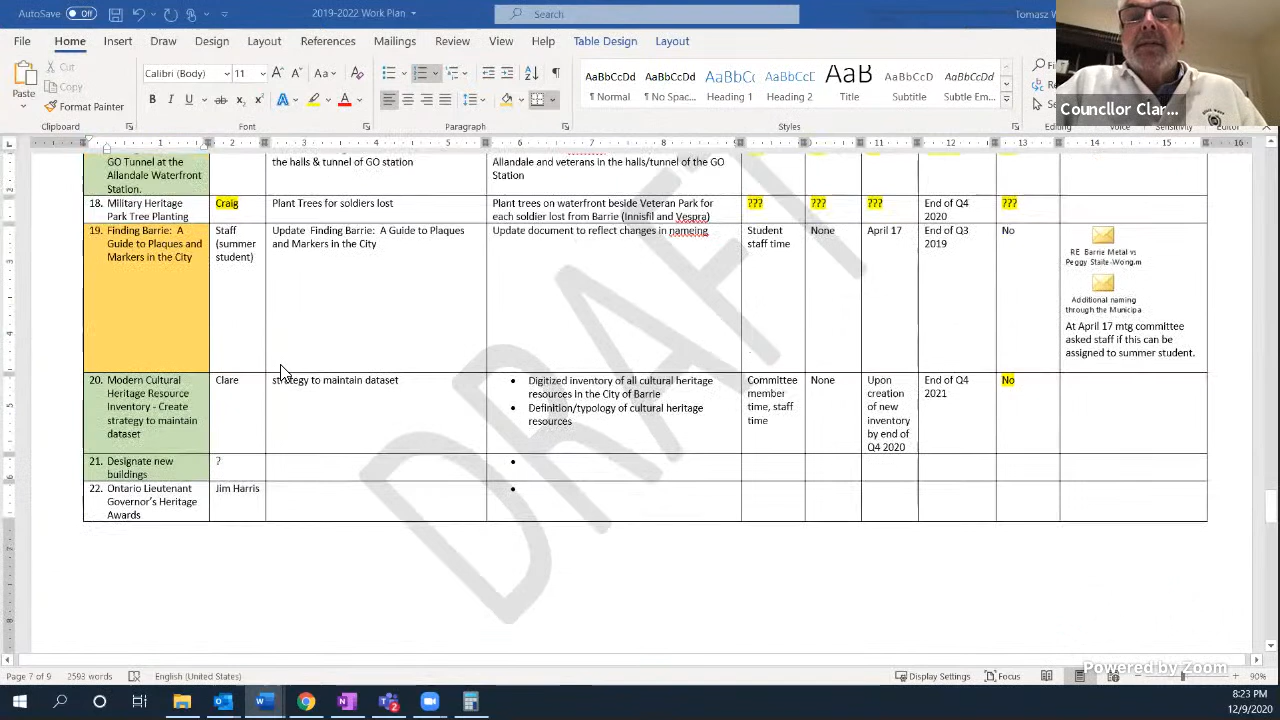 AutoSave Off
2019-2022 Work Plan
Search
Tomasz W
File Home Insert Draw Design Layout References Mailings Review View Help Table Design Layout
Paste
Cut
Copy
Format Painter
Calibri (Body) 11
AaBbCcDd AaBbCcDd AaBbCcD AaBbCcDd AaB AaBbCcD AaBbCcDd
¶ Normal ¶ No Spac... Heading 1 Heading 2 Title Subtitle Subtle Em...
Clipboard Font Paragraph Styles
Councllor Clar...
GO Tunnel at the
Allandale Waterfront
Station.
the halls & tunnel of GO station
Allandale and veterans in the halls/tunnel of the GO
Station
18. Military Heritage
Park Tree Planting
Craig
Plant Trees for soldiers lost
Plant trees on waterfront beside Veteran Park for
each soldier lost from Barrie (Innisfil and Vespra)
???
???
???
End of Q4
2020
???
19. Finding Barrie: A
Guide to Plaques and
Markers in the City
Staff
(summer
student)
Update Finding Barrie: A Guide to Plaques
and Markers in the City
Update document to reflect changes in nameing
Student
staff time
None
April 17
End of Q3
2019
No
RE Barrie Metal vs
Peggy Staite-Wong.m
Additional naming
through the Municipa
At April 17 mtg committee
asked staff if this can be
assigned to summer student.
20. Modern Cultural
Heritage Resource
Inventory - Create
strategy to maintain
dataset
Clare
strategy to maintain dataset
• Digitized inventory of all cultural heritage
resources in the City of Barrie
• Definition/typology of cultural heritage
resources
Committee
member
time, staff
time
None
Upon
creation
of new
inventory
by end of
Q4 2020
End of Q4
2021
No
21. Designate new
buildings
?
22. Ontario Lieutenant
Governor's Heritage
Awards
Jim Harris
DRAFT
Powered by Zoom
Page 7 of 9 2593 words English (United States) Display Settings Focus 90%
8:23 PM
12/9/2020